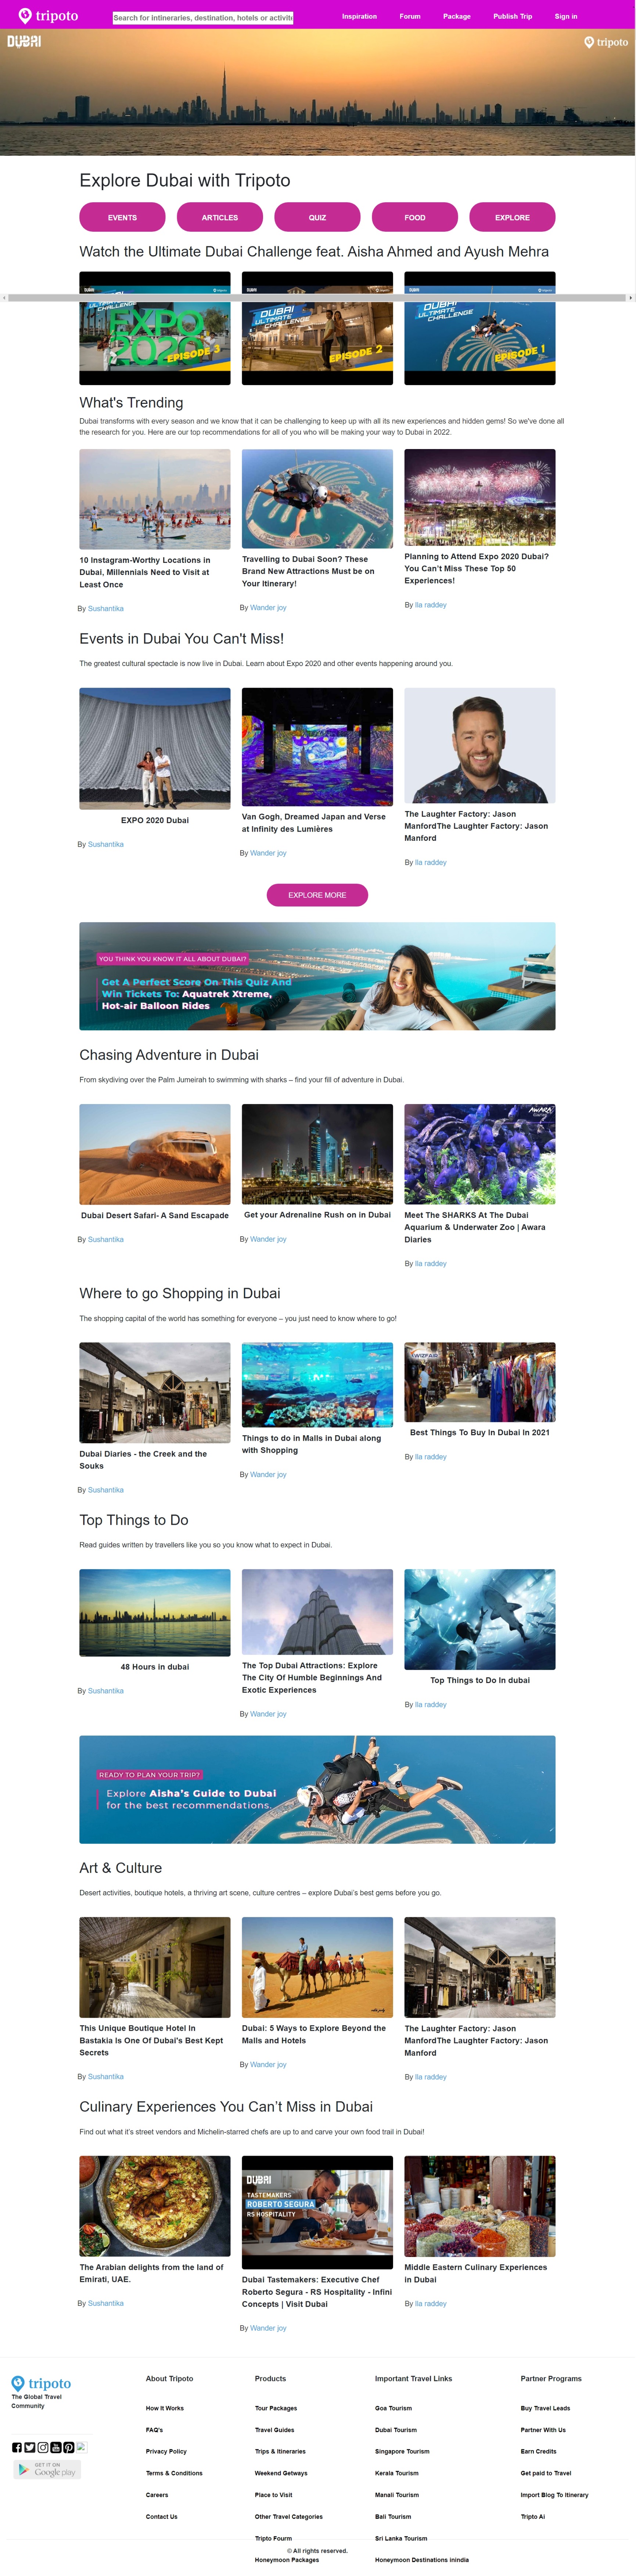 tripoto
Search for intineraries, destination, hotels or activite
Inspiration
Forum
Package
Publish Trip
Sign in
DUBAI
tripoto
Explore Dubai with Tripoto
EVENTS
ARTICLES
QUIZ
FOOD
EXPLORE
Watch the Ultimate Dubai Challenge feat. Aisha Ahmed and Ayush Mehra
CHALLENGE
EXPO
2020
EPISODE 3
CHALLENGE
EPISODE 2
DUBAI
ULTIMATE
CHALLENGE
EPISODE 1
What's Trending
Dubai transforms with every season and we know that it can be challenging to keep up with all its new experiences and hidden gems! So we've done all
the research for you. Here are our top recommendations for all of you who will be making your way to Dubai in 2022.
10 Instagram-Worthy Locations in
Dubai, Millennials Need to Visit at
Least Once
By Sushantika
Travelling to Dubai Soon? These
Brand New Attractions Must be on
Your Itinerary!
By Wander joy
Planning to Attend Expo 2020 Dubai?
You Can't Miss These Top 50
Experiences!
By Ila raddey
Events in Dubai You Can't Miss!
The greatest cultural spectacle is now live in Dubai. Learn about Expo 2020 and other events happening around you.
EXPO 2020 Dubai
By Sushantika
Van Gogh, Dreamed Japan and Verse
at Infinity des Lumières
By Wander joy
The Laughter Factory: Jason
ManfordThe Laughter Factory: Jason
Manford
By Ila raddey
EXPLORE MORE
YOU THINK YOU KNOW IT ALL ABOUT DUBAI?
Get A Perfect Score On This Quiz And
Win Tickets To: Aquatrek Xtreme,
Hot-air Balloon Rides
Chasing Adventure in Dubai
From skydiving over the Palm Jumeirah to swimming with sharks – find your fill of adventure in Dubai.
AWARA
Dubai Desert Safari- A Sand Escapade
By Sushantika
Get your Adrenaline Rush on in Dubai
By Wander joy
Meet The SHARKS At The Dubai
Aquarium & Underwater Zoo | Awara
Diaries
By Ila raddey
Where to go Shopping in Dubai
The shopping capital of the world has something for everyone – you just need to know where to go!
WIZFAIR
Dubai Diaries - the Creek and the
Souks
By Sushantika
Things to do in Malls in Dubai along
with Shopping
By Wander joy
Best Things To Buy In Dubai In 2021
By Ila raddey
Top Things to Do
Read guides written by travellers like you so you know what to expect in Dubai.
48 Hours in dubai
By Sushantika
The Top Dubai Attractions: Explore
The City Of Humble Beginnings And
Exotic Experiences
By Wander joy
Top Things to Do In dubai
By Ila raddey
READY TO PLAN YOUR TRIP?
Explore Aisha's Guide to Dubai
for the best recommendations.
Art & Culture
Desert activities, boutique hotels, a thriving art scene, culture centres – explore Dubai's best gems before you go.
This Unique Boutique Hotel In
Bastakia Is One Of Dubai's Best Kept
Secrets
By Sushantika
Dubai: 5 Ways to Explore Beyond the
Malls and Hotels
By Wander joy
The Laughter Factory: Jason
ManfordThe Laughter Factory: Jason
Manford
By Ila raddey
Culinary Experiences You Can't Miss in Dubai
Find out what it's street vendors and Michelin-starred chefs are up to and carve your own food trail in Dubai!
DUBAI
TASTEMAKERS
ROBERTO SEGURA
RS HOSPITALITY
The Arabian delights from the land of
Emirati, UAE.
By Sushantika
Dubai Tastemakers: Executive Chef
Roberto Segura - RS Hospitality - Infini
Concepts | Visit Dubai
By Wander joy
Middle Eastern Culinary Experiences
in Dubai
By Ila raddey
tripoto
The Global Travel
Community
GET IT ON
Google play
About Tripoto
How It Works
FAQ's
Privacy Policy
Terms & Conditions
Careers
Contact Us
Products
Tour Packages
Travel Guides
Trips & Itineraries
Weekend Getways
Place to Visit
Other Travel Categories
Tripto Fourm
Honeymoon Packages
Important Travel Links
Goa Tourism
Dubai Tourism
Singapore Tourism
Kerala Tourism
Manali Tourism
Bali Tourism
Sri Lanka Tourism
Honeymoon Destinations inindia
Partner Programs
Buy Travel Leads
Partner With Us
Earn Credits
Get paid to Travel
Import Blog To Itinerary
Tripto Ai
© All rights reserved.